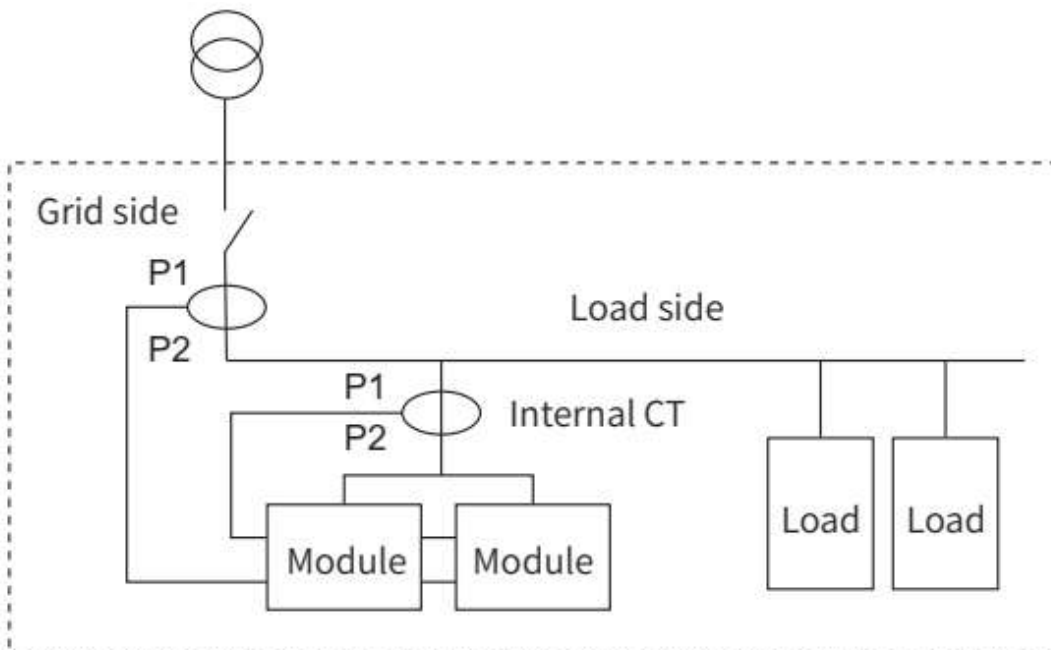 Grid side
P1
P2
Load side
P1
P2
Internal CT
Module
Module
Load
Load